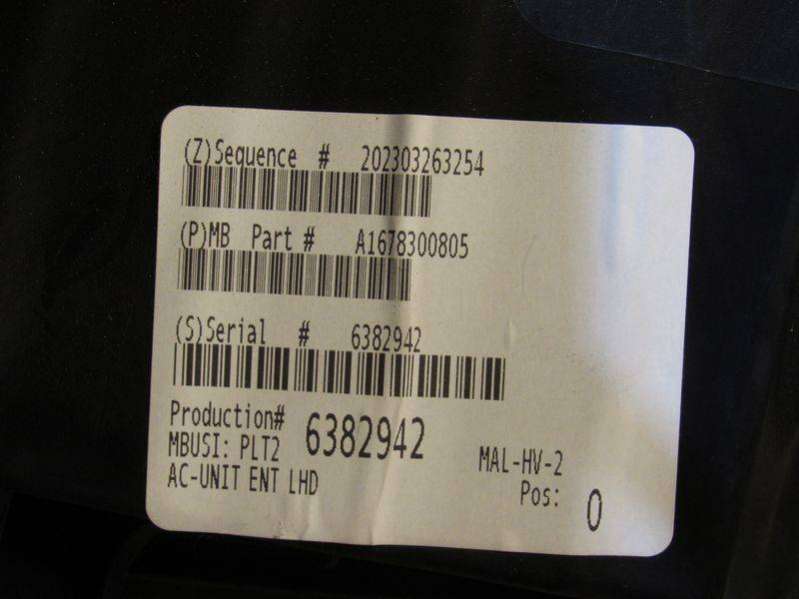 (Z)Sequence # 202303263254
(P)MB Part # A1678300805
(S)Serial # 6382942
Production# 6382942
MBUSI: PLT2
AC-UNIT ENT LHD
MAL-HV-2
Pos: 0